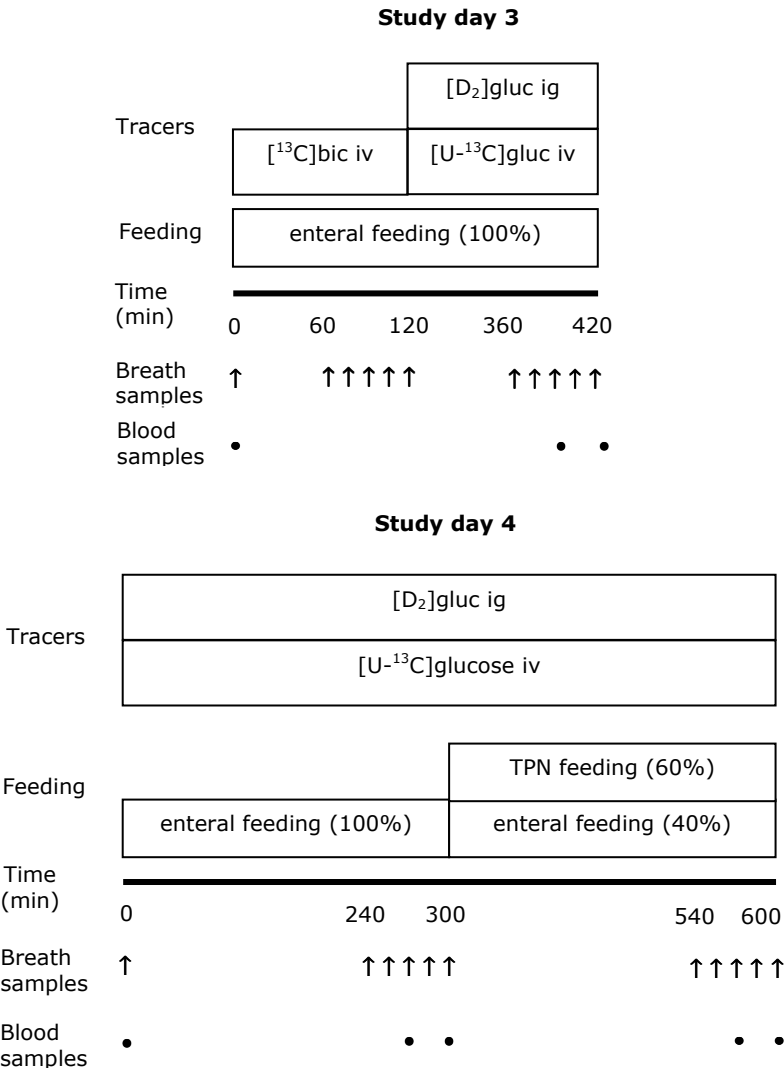 Study day 3
[D₂]gluc ig
Tracers
[¹³C]bic iv
[U-¹³C]gluc iv
Feeding
enteral feeding (100%)
Time
(min)
0 60 120 360 420
Breath
samples
↑ ↑↑↑↑↑ ↑↑↑↑↑
Blood
samples
• • •
Study day 4
[D₂]gluc ig
Tracers
[U-¹³C]glucose iv
TPN feeding (60%)
Feeding
enteral feeding (100%)
enteral feeding (40%)
Time
(min)
0 240 300 540 600
Breath
samples
↑ ↑↑↑↑↑ ↑↑↑↑↑
Blood
samples
• • • • •